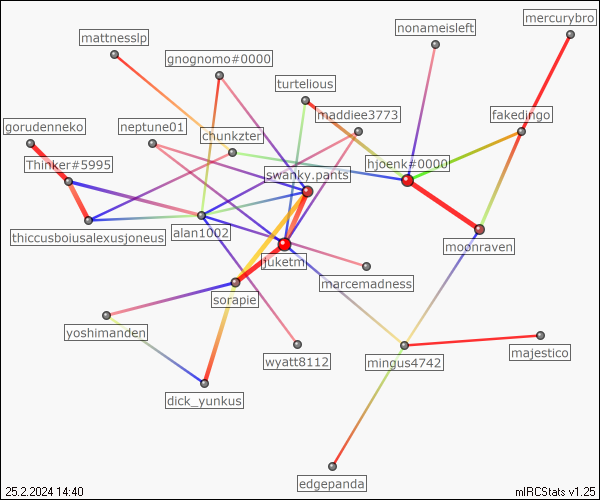 mercurybro
nonameisleft
mattnesslp
gnognomo#0000
turtelious
maddiee3773
fakedingo
gorudenneko
neptune01
chunkzter
Thinker#5995
hjoenk#0000
swanky.pants
thiccusboiusalexusjoneus
alan1002
moonraven
juketm
marcemadness
sorapie
yoshimanden
wyatt8112
mingus4742
majestico
dick_yunkus
edgepanda
25.2.2024 14:40
mIRCStats v1.25